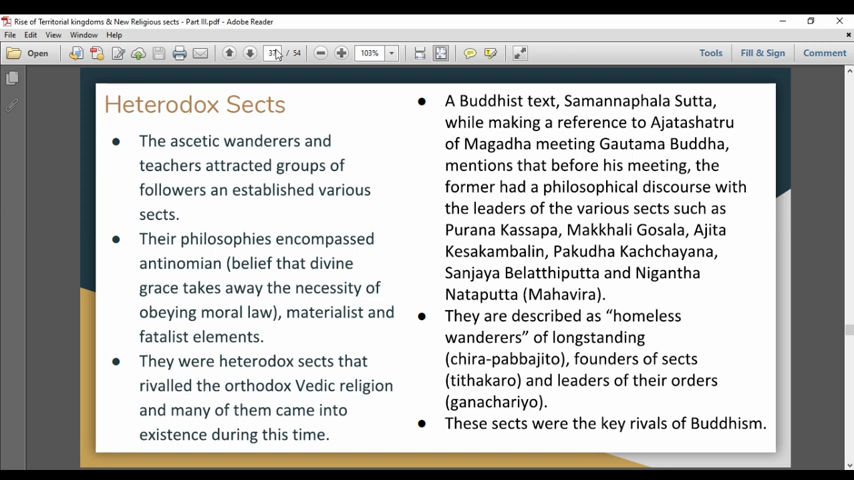 Rise of Territorial kingdoms & New Religious sects - Part III.pdf - Adobe Reader
File Edit View Window Help
Open
37 / 54
103%
Tools Fill & Sign Comment
Heterodox Sects
● The ascetic wanderers and
teachers attracted groups of
followers an established various
sects.
● Their philosophies encompassed
antinomian (belief that divine
grace takes away the necessity of
obeying moral law), materialist and
fatalist elements.
● They were heterodox sects that
rivalled the orthodox Vedic religion
and many of them came into
existence during this time.
● A Buddhist text, Samannaphala Sutta,
while making a reference to Ajatashatru
of Magadha meeting Gautama Buddha,
mentions that before his meeting, the
former had a philosophical discourse with
the leaders of the various sects such as
Purana Kassapa, Makkhali Gosala, Ajita
Kesakambalin, Pakudha Kachchayana,
Sanjaya Belatthiputta and Nigantha
Nataputta (Mahavira).
● They are described as “homeless
wanderers” of longstanding
(chira-pabbajito), founders of sects
(tithakaro) and leaders of their orders
(ganachariyo).
● These sects were the key rivals of Buddhism.